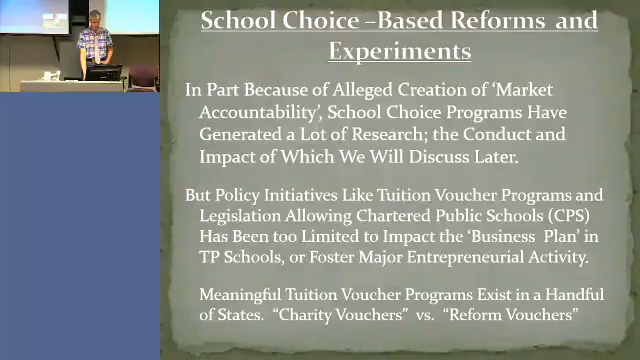 School Choice –Based Reforms and
Experiments
In Part Because of Alleged Creation of ‘Market
Accountability’, School Choice Programs Have
Generated a Lot of Research; the Conduct and
Impact of Which We Will Discuss Later.
But Policy Initiatives Like Tuition Voucher Programs and
Legislation Allowing Chartered Public Schools (CPS)
Has Been too Limited to Impact the ‘Business Plan’ in
TP Schools, or Foster Major Entrepreneurial Activity.
Meaningful Tuition Voucher Programs Exist in a Handful
of States. “Charity Vouchers” vs. “Reform Vouchers”